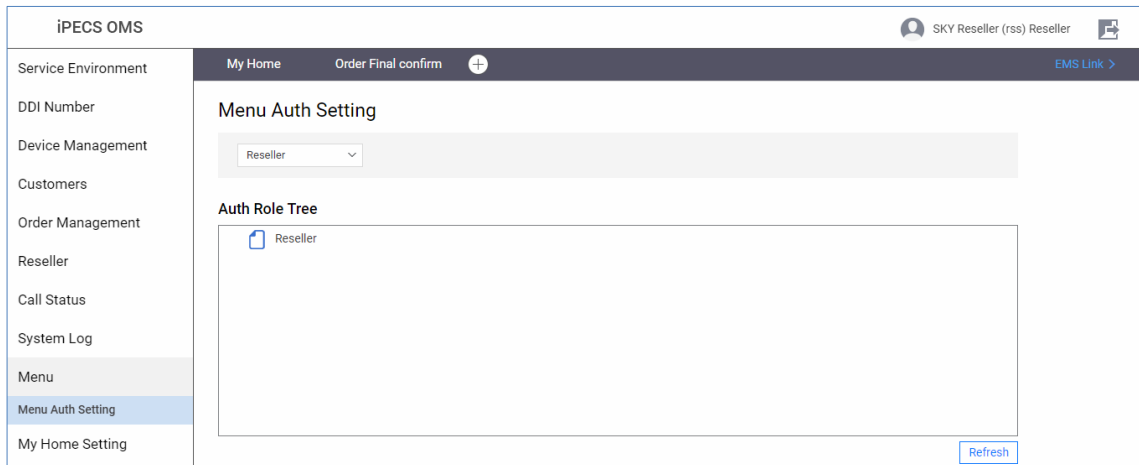 iPECS OMS
SKY Reseller (rss) Reseller
My Home
Order Final confirm
EMS Link >
Service Environment
DDI Number
Device Management
Customers
Order Management
Reseller
Call Status
System Log
Menu
Menu Auth Setting
My Home Setting
Menu Auth Setting
Reseller
Auth Role Tree
Reseller
Refresh